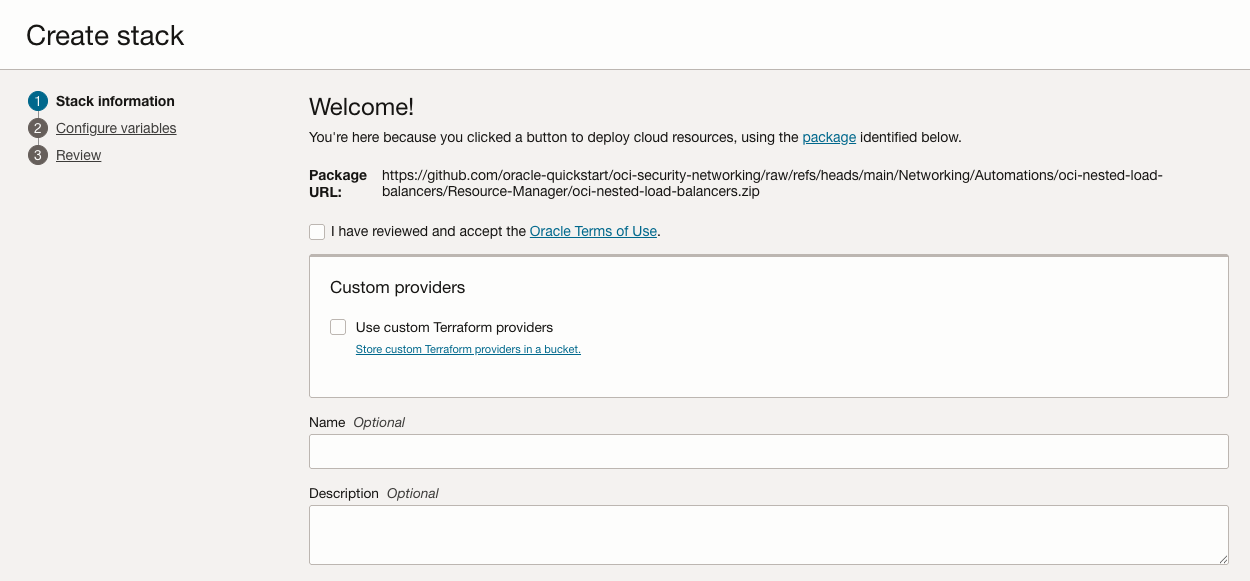 Create stack
1 Stack information
2 Configure variables
3 Review
Welcome!
You're here because you clicked a button to deploy cloud resources, using the package identified below.
Package URL: https://github.com/oracle-quickstart/oci-security-networking/raw/refs/heads/main/Networking/Automations/oci-nested-load-
balancers/Resource-Manager/oci-nested-load-balancers.zip
I have reviewed and accept the Oracle Terms of Use.
Custom providers
Use custom Terraform providers
Store custom Terraform providers in a bucket.
Name Optional
Description Optional